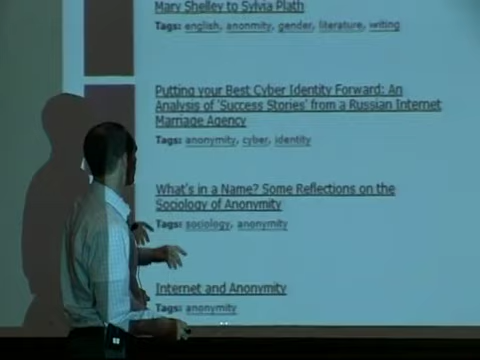 Mary Shelley to Sylvia Plath
Tags: english, anonmity, gender, literature, writing
Putting your Best Cyber Identity Forward: An
Analysis of 'Success Stories' from a Russian Internet
Marriage Agency
Tags: anonymity, cyber, identity
What's in a Name? Some Reflections on the
Sociology of Anonymity
Tags: sociology, anonymity
Internet and Anonymity
Tags: anonymity